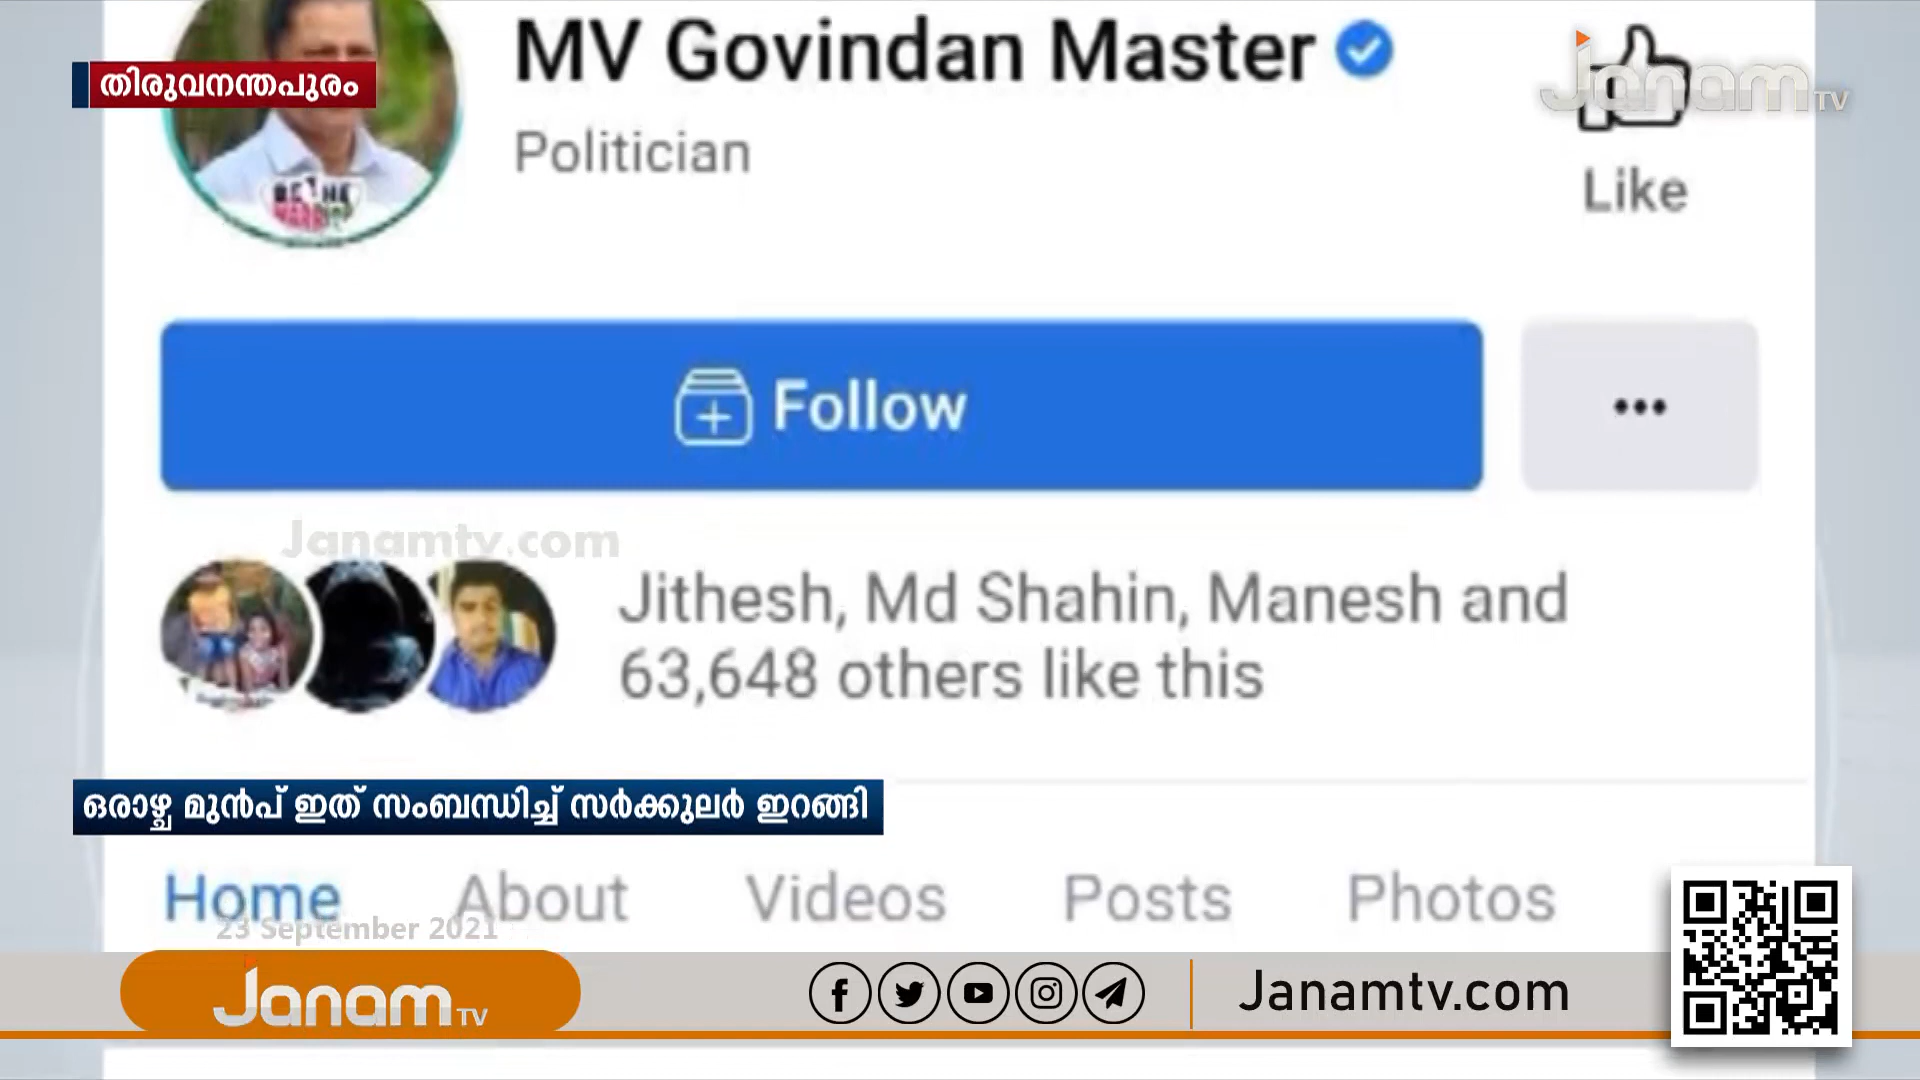 MV Govindan Master
തിരുവനന്തപുരം
Janam TV
Politician
Like
BE THE
Follow
Janamtv.com
Jithesh, Md Shahin, Manesh and
63,648 others like this
ഒരാഴ്ച മുൻപ് ഇത് സംബന്ധിച്ച് സർക്കുലർ ഇറങ്ങി
Home About Videos Posts Photos
23 September 2021
Janam TV
Janamtv.com